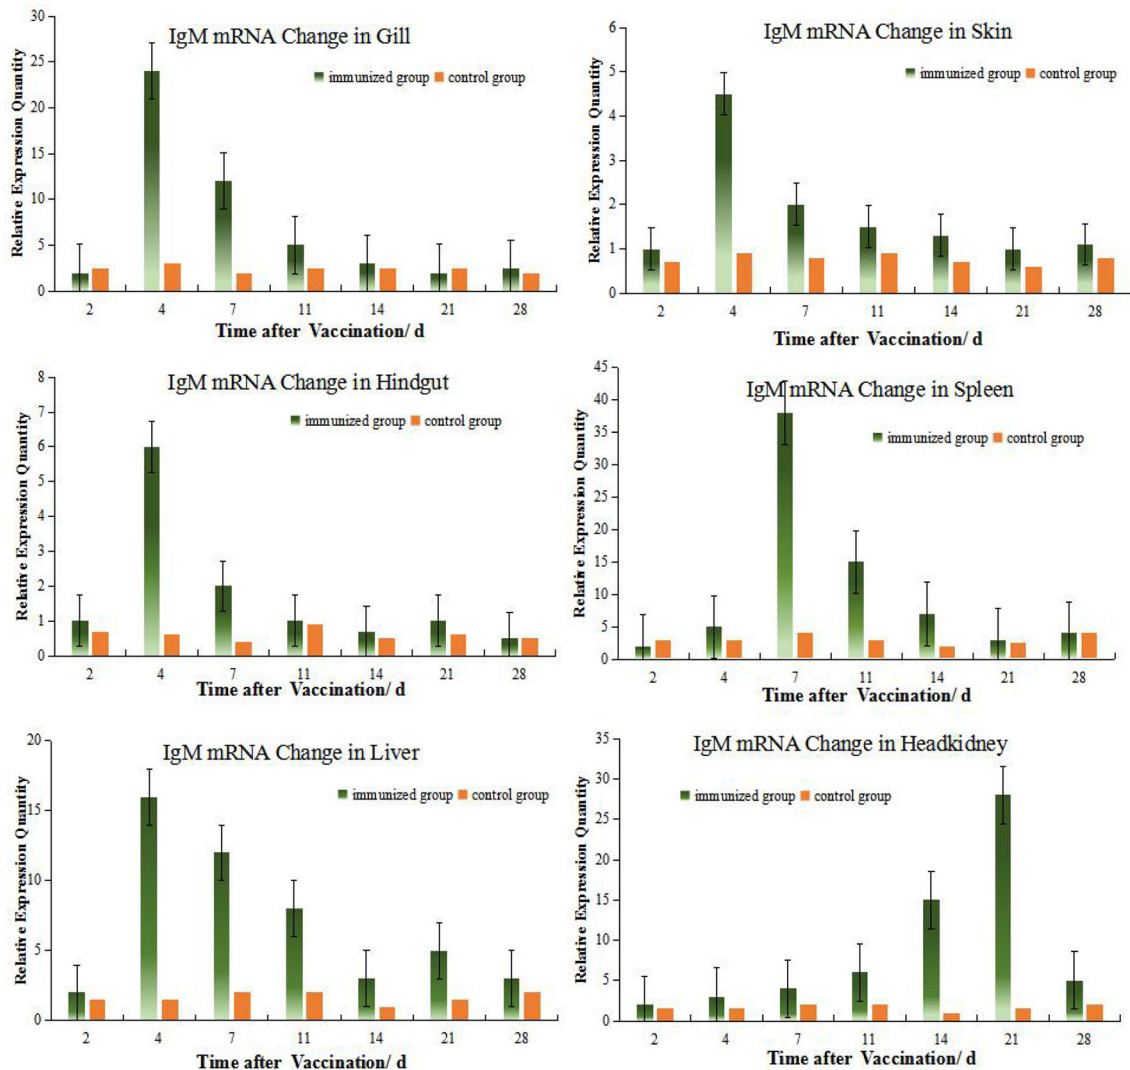 IgM mRNA Change in Gill
immunized group control group
Relative Expression Quantity
30
25
20
15
10
5
0
2 4 7 11 14 21 28
Time after Vaccination/ d
IgM mRNA Change in Skin
immunized group control group
Relative Expression Quantity
6
5
4
3
2
1
0
2 4 7 11 14 21 28
Time after Vaccination/ d
IgM mRNA Change in Hindgut
immunized group control group
Relative Expression Quantity
8
7
6
5
4
3
2
1
0
2 4 7 11 14 21 28
Time after Vaccination/ d
IgM mRNA Change in Spleen
immunized group control group
Relative Expression Quantity
45
40
35
30
25
20
15
10
5
0
2 4 7 11 14 21 28
Time after Vaccination/ d
IgM mRNA Change in Liver
immunized group control group
Relative Expression Quantity
20
15
10
5
0
2 4 7 11 14 21 28
Time after Vaccination/ d
IgM mRNA Change in Headkidney
immunized group control group
Relative Expression Quantity
35
30
25
20
15
10
5
0
2 4 7 11 14 21 28
Time after Vaccination/ d